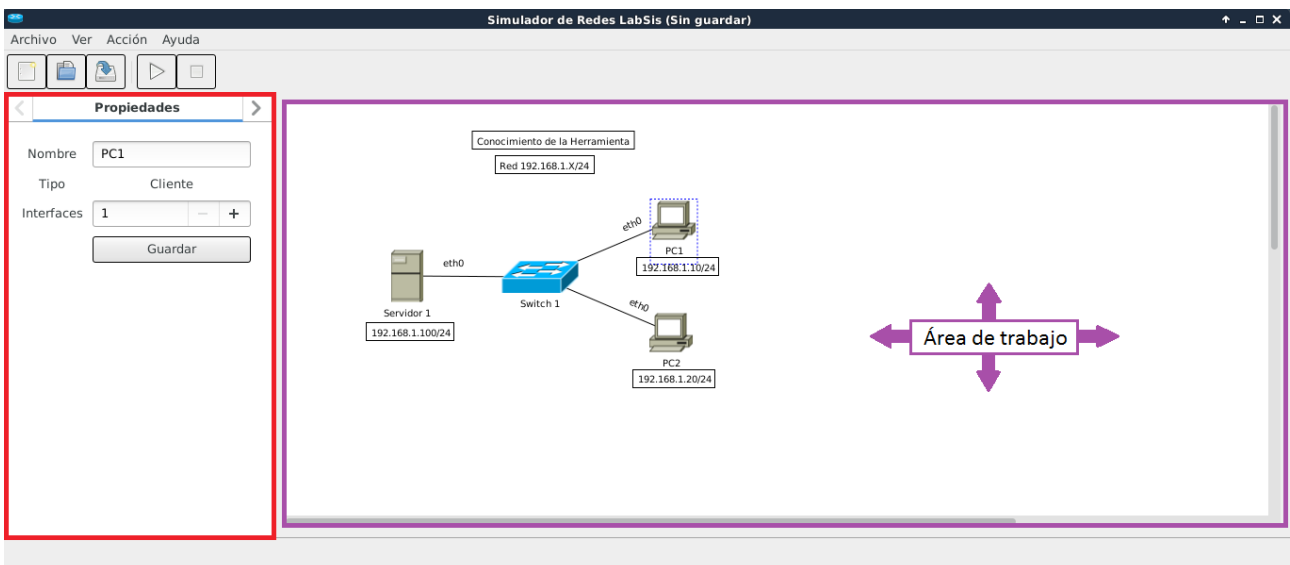 Simulador de Redes LabSis (Sin guardar)
Archivo Ver Acción Ayuda
Propiedades
Nombre PC1
Tipo Cliente
Interfaces 1
Guardar
Conocimiento de la Herramienta
Red 192.168.1.X/24
eth0
PC1
192.168.1.10/24
eth0
Switch 1
Servidor 1
192.168.1.100/24
eth0
PC2
192.168.1.20/24
Área de trabajo